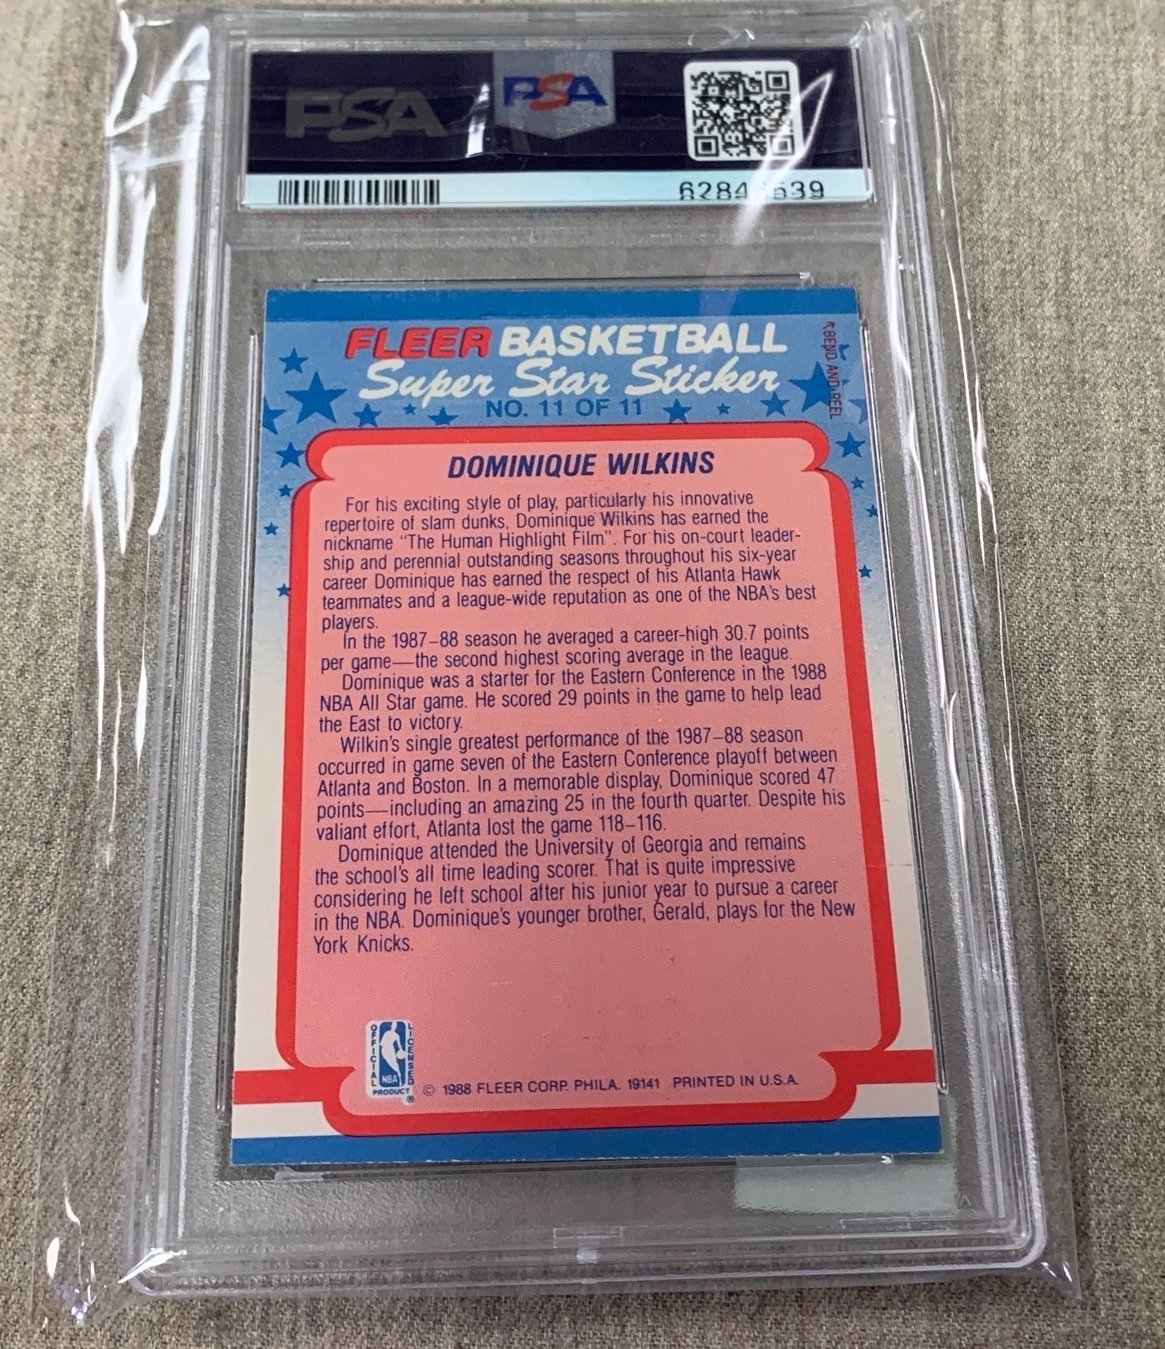 PSA
PSA
FLEER BASKETBALL
Super Star Sticker
NO. 11 OF 11
BEND AND PEEL
DOMINIQUE WILKINS
For his exciting style of play, particularly his innovative
repertoire of slam dunks, Dominique Wilkins has earned the
nickname "The Human Highlight Film". For his on-court leader-
ship and perennial outstanding seasons throughout his six-year
career Dominique has earned the respect of his Atlanta Hawk
teammates and a league-wide reputation as one of the NBA's best
players.
In the 1987–88 season he averaged a career-high 30.7 points
per game—the second highest scoring average in the league.
Dominique was a starter for the Eastern Conference in the 1988
NBA All Star game. He scored 29 points in the game to help lead
the East to victory.
Wilkin's single greatest performance of the 1987–88 season
occurred in game seven of the Eastern Conference playoff between
Atlanta and Boston. In a memorable display, Dominique scored 47
points—including an amazing 25 in the fourth quarter. Despite his
valiant effort, Atlanta lost the game 118–116.
Dominique attended the University of Georgia and remains
the school's all time leading scorer. That is quite impressive
considering he left school after his junior year to pursue a career
in the NBA. Dominique's younger brother, Gerald, plays for the New
York Knicks.
OFFICIAL
LICENSED
NBA
PRODUCT ®
© 1988 FLEER CORP. PHILA. 19141 PRINTED IN U.S.A.